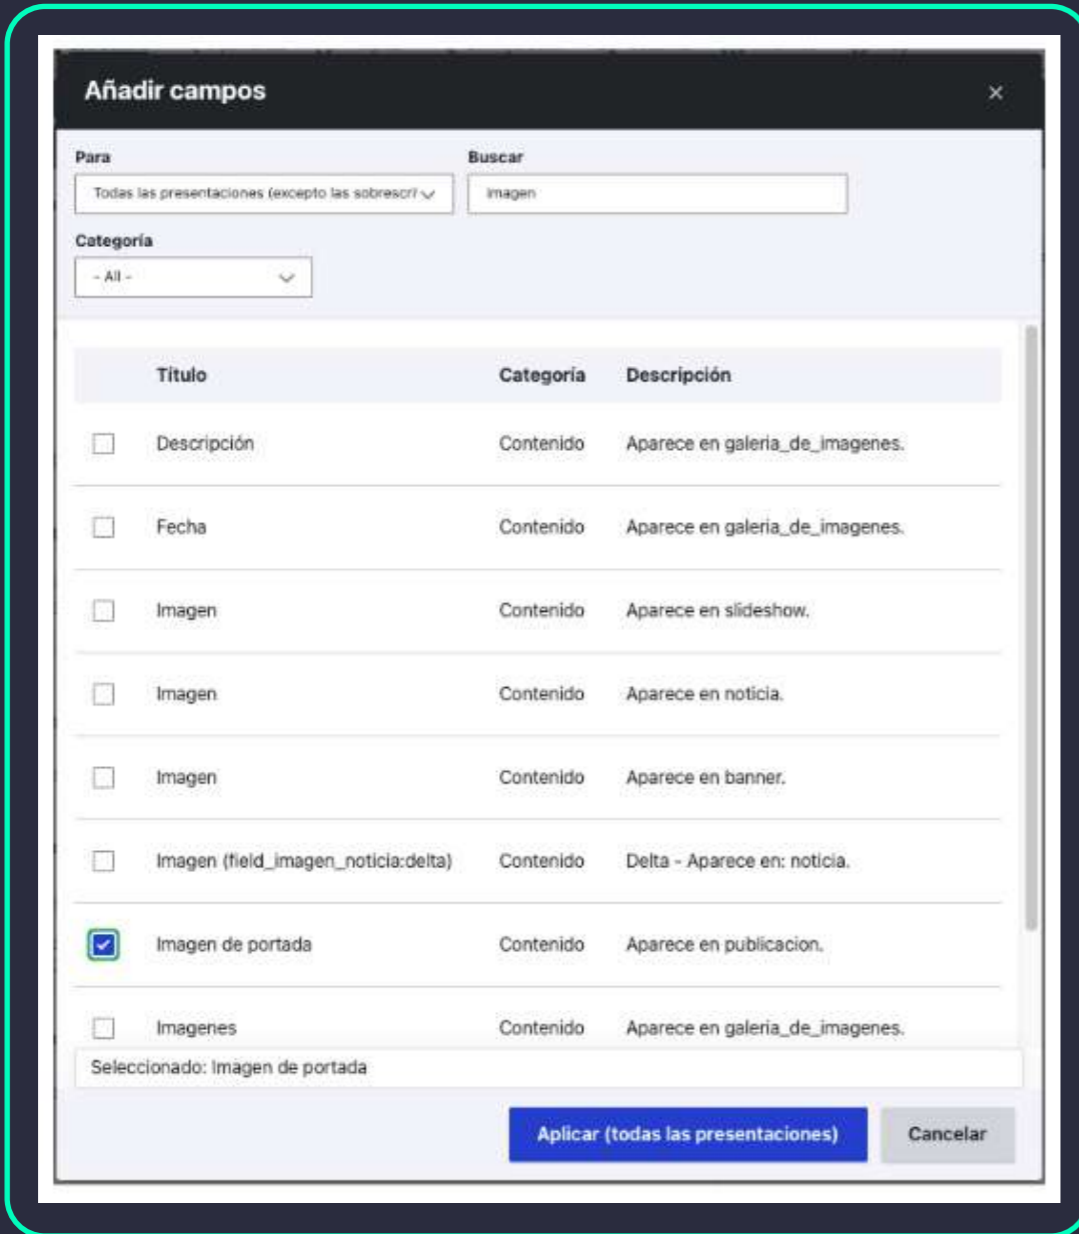 Añadir campos ×
Para Buscar
Todas las presentaciones (excepto las sobrescri Imagen
Categoría
- All -
Título Categoría Descripción
Descripción Contenido Aparece en galeria_de_imagenes.
Fecha Contenido Aparece en galeria_de_imagenes.
Imagen Contenido Aparece en slideshow.
Imagen Contenido Aparece en noticia.
Imagen Contenido Aparece en banner.
Imagen (field_imagen_noticia:delta) Contenido Delta - Aparece en: noticia.
Imagen de portada Contenido Aparece en publicacion.
Imagenes Contenido Aparece en galeria_de_imagenes.
Seleccionado: Imagen de portada
Aplicar (todas las presentaciones) Cancelar